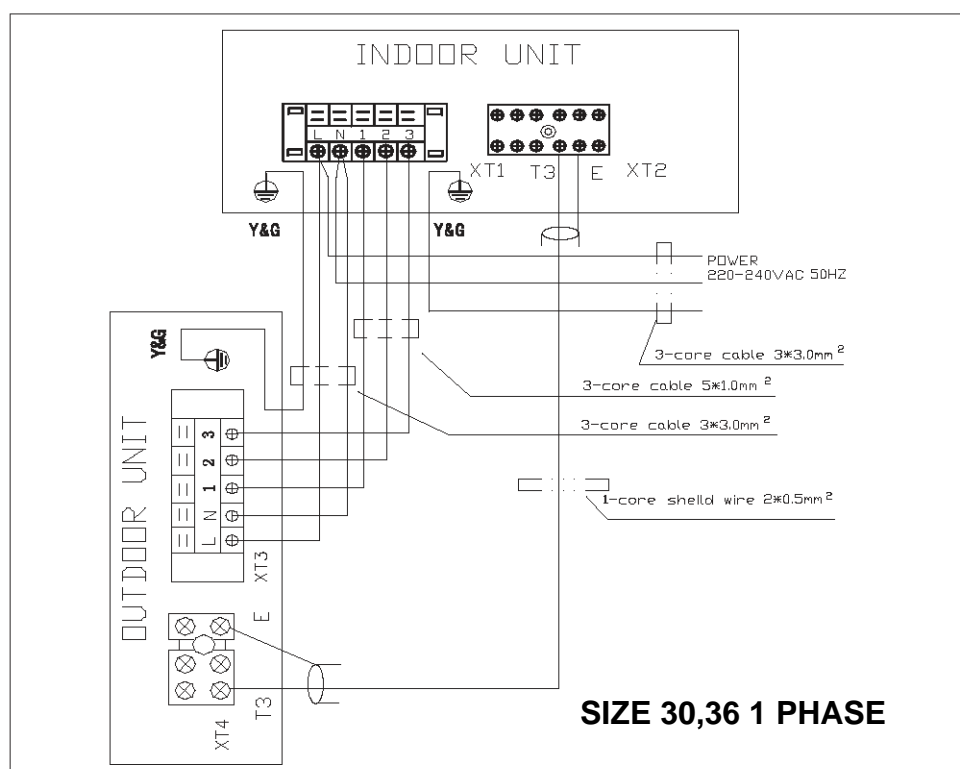 INDOOR UNIT
L N 1 2 3
XT1 T3 E XT2
Y&G
Y&G
POWER
220-240VAC 50HZ
3-core cable 3*3.0mm²
3-core cable 5*1.0mm²
3-core cable 3*3.0mm²
1-core sheild wire 2*0.5mm²
OUTDOOR UNIT
Y&G
3
2
1
N
L
XT3
E
T3
XT4
SIZE 30,36 1 PHASE